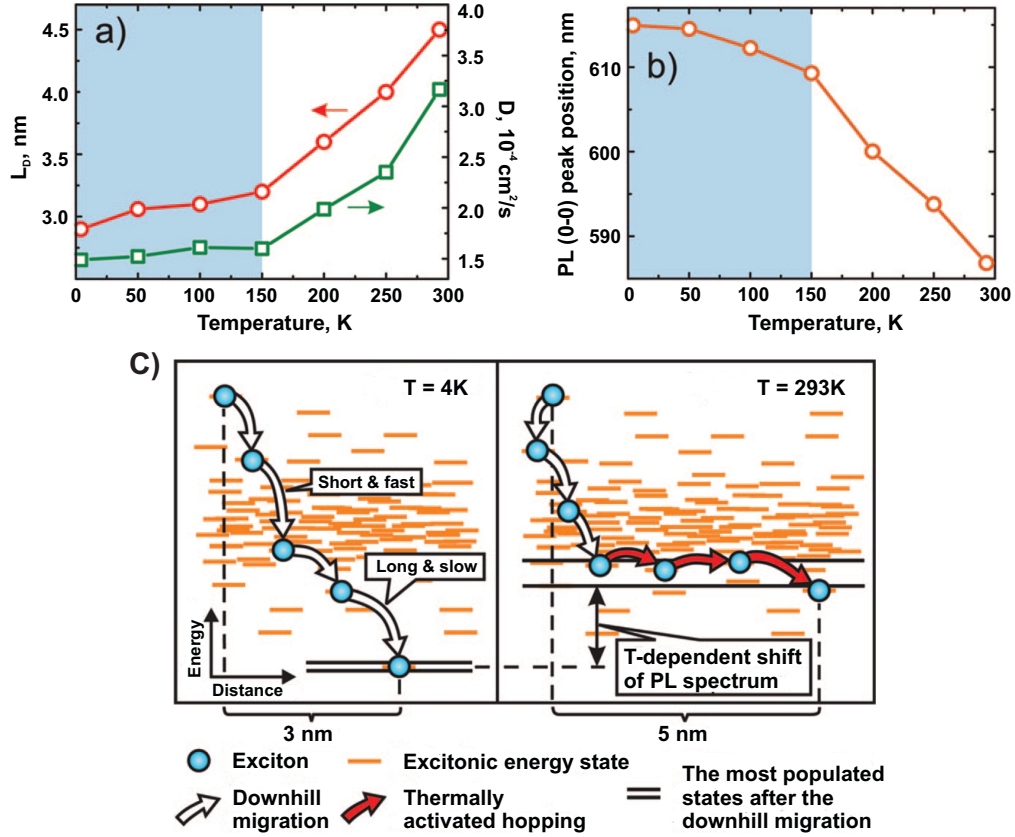 a)
4.5
4.0
3.5
3.0
L_D, nm
4.0
3.5
3.0
2.5
2.0
1.5
D, 10⁻⁴ cm²/s
0 50 100 150 200 250 300
Temperature, K
b)
610
600
590
PL (0-0) peak position, nm
0 50 100 150 200 250 300
Temperature, K
C)
T = 4K
Short & fast
Long & slow
Energy
Distance
3 nm
T = 293K
T-dependent shift
of PL spectrum
5 nm
Exciton
Excitonic energy state
Downhill
migration
Thermally
activated hopping
The most populated
states after the
downhill migration